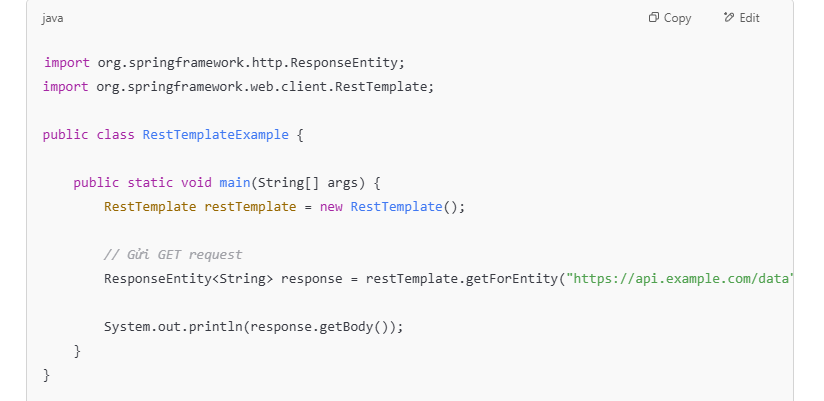 java
Copy
Edit
import org.springframework.http.ResponseEntity;
import org.springframework.web.client.RestTemplate;
public class RestTemplateExample {
public static void main(String[] args) {
RestTemplate restTemplate = new RestTemplate();
// Gửi GET request
ResponseEntity<String> response = restTemplate.getForEntity("https://api.example.com/data"
System.out.println(response.getBody());
}
}